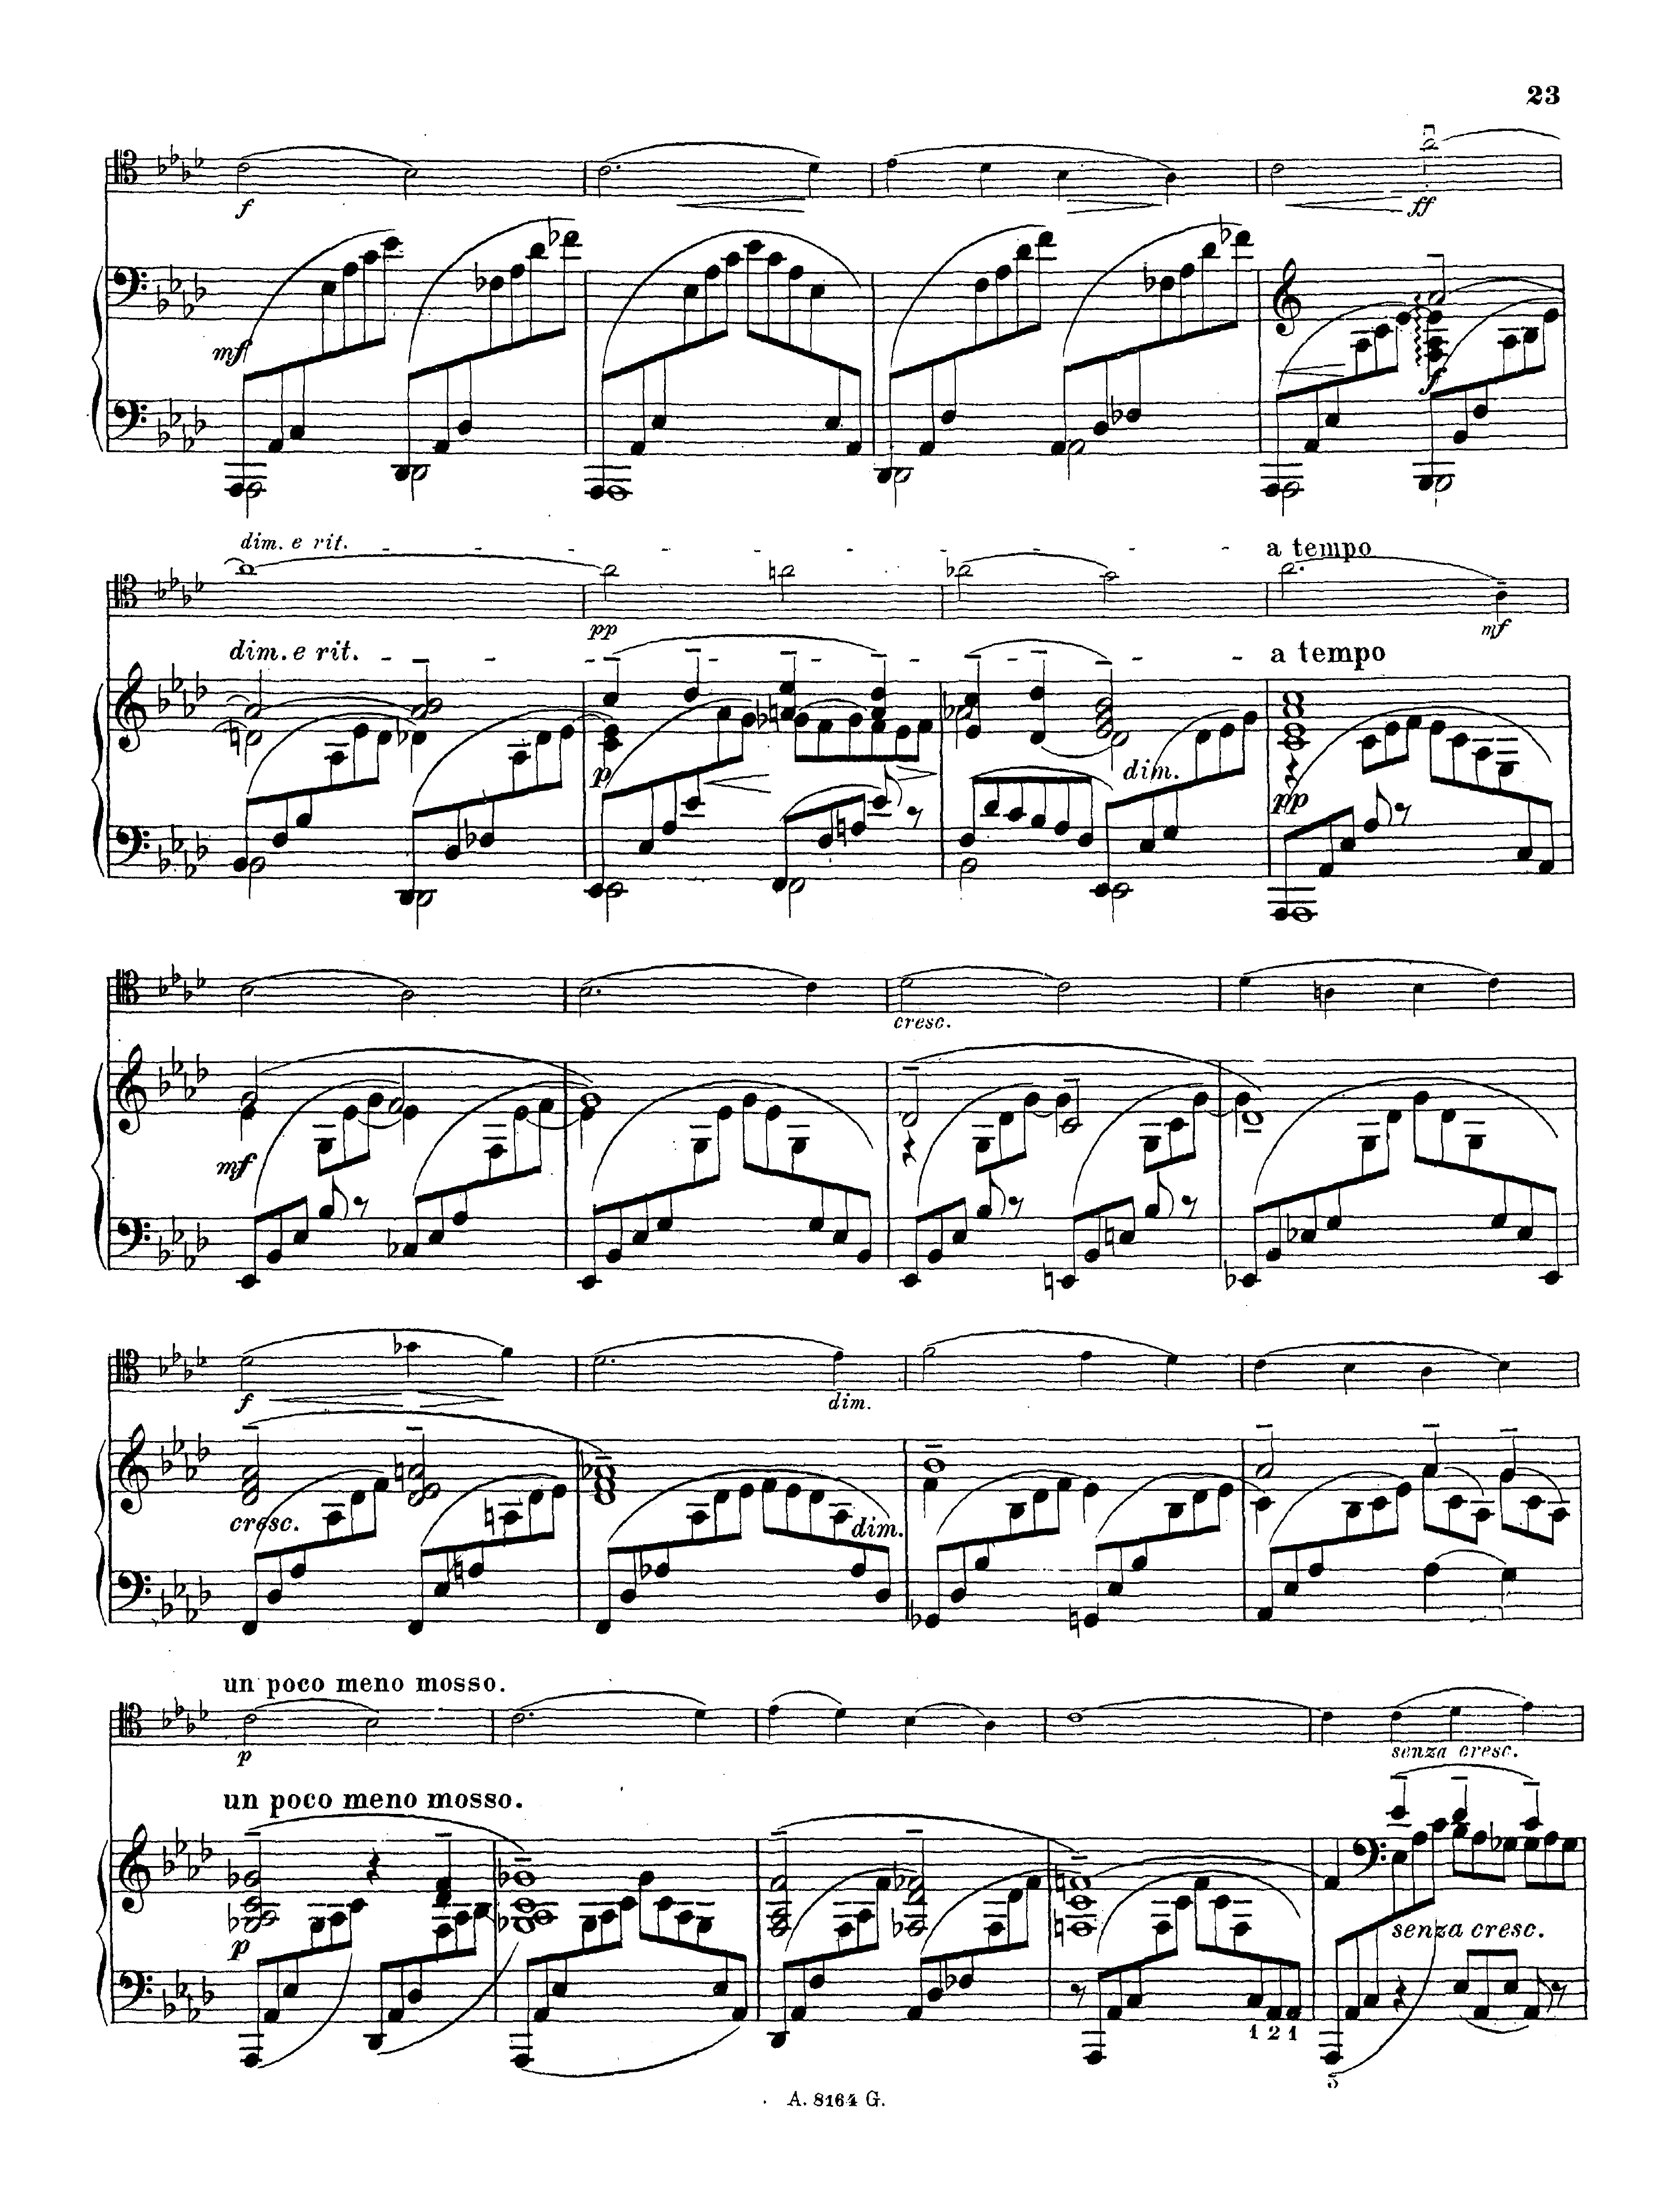 23
f
ff
mf
f
dim. e rit.
a tempo
pp
mf
dim. e rit.
a tempo
p
dim.
pp
cresc.
mf
f
dim.
cresc.
dim.
un poco meno mosso.
p
senza cresc.
un poco meno mosso.
p
senza cresc.
1 2 1
5
A. 8164 G.